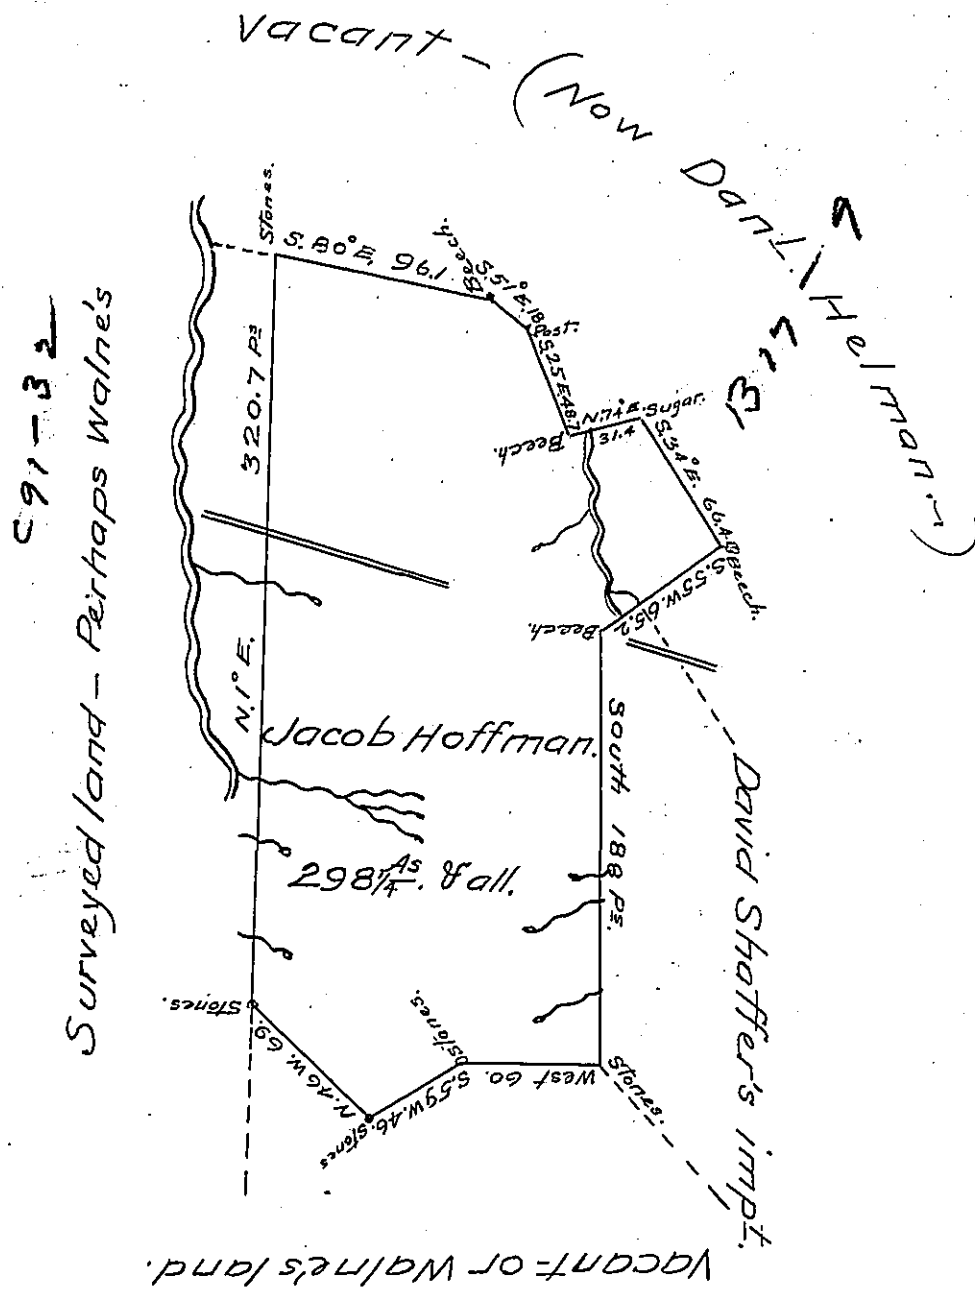 Vacant - (Now Danl. Helman.)
C91-32
Surveyed land - Perhaps Walne's
Stones.
S. 80° E. 96.1
Beech.
S. 51° E. 18
Post.
S. 25 E. 48.7
Beech.
N. 74° E.
31.4
Sugar.
S. 34° E. 66.4
Beech.
S. 55 W. 65.2
Beech.
South 188 Ps.
Stones.
West 60.
Stones.
S. 59 W. 46.
Stones
N. 46 W. 69.
Stones.
N. 1° E. 320.7 Ps
Jacob Hoffman.
298 1/4 As. & all.
David Shaffer's impt.
Vacant = or Walne's land.